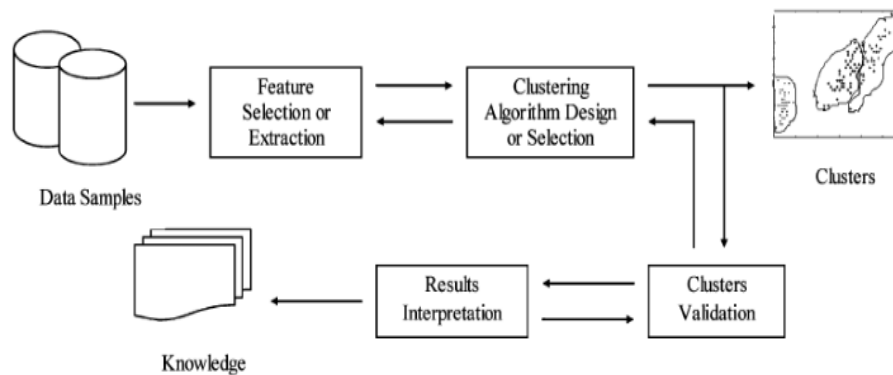 Feature
Selection or
Extraction
Clustering
Algorithm Design
or Selection
Clusters
Data Samples
Results
Interpretation
Clusters
Validation
Knowledge